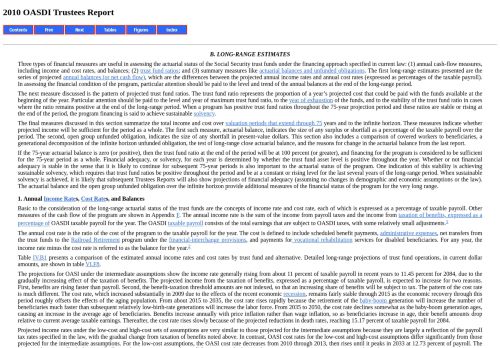 2010 OASDI Trustees Report
Contents Prev Next Tables Figures Index
B. LONG-RANGE ESTIMATES
Three types of financial measures are useful in assessing the actuarial status of the Social Security trust funds under the financing approach specified in current law: (1) annual cash-flow measures,
including income and cost rates, and balances, (2) trust fund ratios; and (3) summary measures like actuarial balances and unfunded obligations. The first long-range estimates presented are the
series of projected annual balances (or net cash flow), which are the differences between the projected annual income rates and annual cost rates (expressed as percentages of the taxable payroll).
In assessing the financial condition of the program, particular attention should be paid to the level and trend of the annual balances at the end of the long-range period.
The next measure discussed is the pattern of projected trust fund ratios. The trust fund ratio represents the proportion of a year's projected cost that could be paid with the funds available at the
beginning of the year. Particular attention should be paid to the level and year of maximum trust fund ratio, to the year of exhaustion of the funds, and to the stability of the trust fund ratio in cases
where the ratio remains positive at the end of the long-range period. When a program has positive trust fund ratios throughout the 75-year projection period and these ratios are stable or rising at
the end of the period, the program financing is said to achieve sustainable solvency.
The final measures discussed in this section summarize the total income and cost over valuation periods that extend through 75 years and to the infinite horizon. These measures indicate whether
projected income will be sufficient for the period as a whole. The first such measure, actuarial balance, indicates the size of any surplus or shortfall as a percentage of the taxable payroll over the
period. The second, open group unfunded obligation, indicates the size of any shortfall in present-value dollars. This section also includes a comparison of covered workers to beneficiaries, a
generational decomposition of the infinite horizon unfunded obligation, the test of long-range close actuarial balance, and the reasons for change in the actuarial balance from the last report.
If the 75-year actuarial balance is zero (or positive), then the trust fund ratio at the end of the period will be at 100 percent (or greater), and financing for the program is considered to be sufficient
for the 75-year period as a whole. Financial adequacy, or solvency, for each year is determined by whether the trust fund asset level is positive throughout the year. Whether or not financial
adequacy is stable in the sense that it is likely to continue for subsequent 75-year periods is also important to the actuarial status of the program. One indication of this stability is achieving
sustainable solvency, which requires that trust fund ratios be positive throughout the period and be at a constant or rising level for the last several years of the long-range period. When sustainable
solvency is achieved, it is likely that subsequent Trustees Reports will also show projections of financial adequacy (assuming no changes in demographic and economic assumptions or the law).
The actuarial balance and the open group unfunded obligation over the infinite horizon provide additional measures of the financial status of the program for the very long range.
1. Annual Income Rates, Cost Rates, and Balances
Basic to the consideration of the long-range actuarial status of the trust funds are the concepts of income rate and cost rate, each of which is expressed as a percentage of taxable payroll. Other
measures of the cash flow of the program are shown in Appendix F. The annual income rate is the sum of the income from payroll taxes and the income from taxation of benefits, expressed as a
percentage of OASDI taxable payroll for the year. The OASDI taxable payroll consists of the total earnings that are subject to OASDI taxes, with some relatively small adjustments.
The annual cost rate is the ratio of the cost of the program to the taxable payroll for the year. The cost is defined to include scheduled benefit payments, administrative expenses, net transfers from
the trust funds to the Railroad Retirement program under the financial-interchange provisions, and payments for vocational rehabilitation services for disabled beneficiaries. For any year, the
income rate minus the cost rate is referred to as the balance for the year.
Table IV.B1 presents a comparison of the estimated annual income rates and cost rates by trust fund and alternative. Detailed long-range projections of trust fund operations, in current dollar
amounts, are shown in table VI.F8.
The projections for OASI under the intermediate assumptions show the income rate generally rising from about 11 percent of taxable payroll in recent years to 11.45 percent for 2084, due to the
gradually increasing effect of the taxation of benefits. The projected income from the taxation of benefits, expressed as a percentage of taxable payroll, is expected to increase for two reasons.
First, benefits are rising faster than payroll. Second, the benefit-taxation threshold amounts are not indexed, so that an increasing share of benefits will be subject to tax. The pattern of the cost rate
is much different. The cost rate, which increased substantially in 2009 due to the effects of the recent economic recession, remains fairly stable through 2015 as the economic recovery through this
period roughly offsets the effects of the aging population. From about 2015 to 2035, the cost rate rises rapidly because the retirement of the baby-boom generation will increase the number of
beneficiaries much faster than subsequent relatively low-birth-rate generations will increase the labor force. From 2035 to 2050, the cost rate declines somewhat as the baby-boom generation ages,
causing an increase in the average age of beneficiaries. Benefits increase annually with price inflation rather than wage inflation, so as beneficiaries increase in age, their benefit amounts decline
relative to current average taxable earnings. Thereafter, the cost rate rises slowly because of the projected reductions in death rates, reaching 15.17 percent of taxable payroll for 2084.
Projected income rates under the low-cost and high-cost sets of assumptions are very similar to those projected for the intermediate assumptions because they are largely a reflection of the payroll
tax rates specified in the law, with the gradual change from taxation of benefits noted above. In contrast, OASI cost rates for the low-cost and high-cost assumptions differ significantly from those
projected for the intermediate assumptions. For the low-cost assumptions, the OASI cost rate decreases from 2010 through 2013, then rises until it peaks in 2033 at 12.73 percent of payroll. The